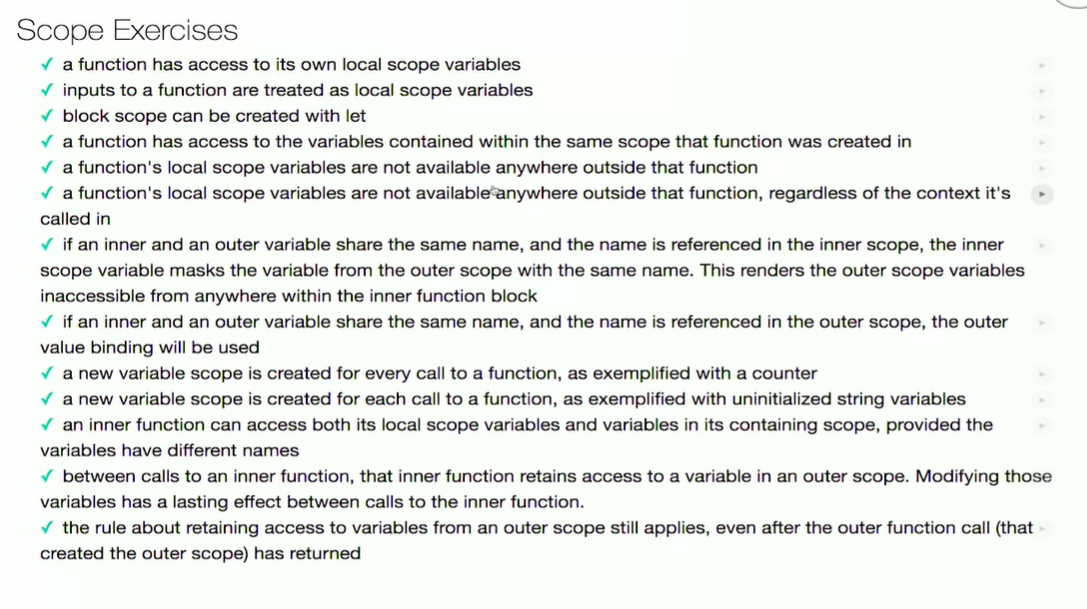 Scope Exercises
✓ a function has access to its own local scope variables
✓ inputs to a function are treated as local scope variables
✓ block scope can be created with let
✓ a function has access to the variables contained within the same scope that function was created in
✓ a function's local scope variables are not available anywhere outside that function
✓ a function's local scope variables are not available anywhere outside that function, regardless of the context it's
called in
✓ if an inner and an outer variable share the same name, and the name is referenced in the inner scope, the inner
scope variable masks the variable from the outer scope with the same name. This renders the outer scope variables
inaccessible from anywhere within the inner function block
✓ if an inner and an outer variable share the same name, and the name is referenced in the outer scope, the outer
value binding will be used
✓ a new variable scope is created for every call to a function, as exemplified with a counter
✓ a new variable scope is created for each call to a function, as exemplified with uninitialized string variables
✓ an inner function can access both its local scope variables and variables in its containing scope, provided the
variables have different names
✓ between calls to an inner function, that inner function retains access to a variable in an outer scope. Modifying those
variables has a lasting effect between calls to the inner function.
✓ the rule about retaining access to variables from an outer scope still applies, even after the outer function call (that
created the outer scope) has returned